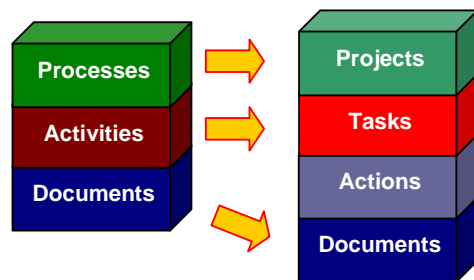 Processes
Activities
Documents
Projects
Tasks
Actions
Documents